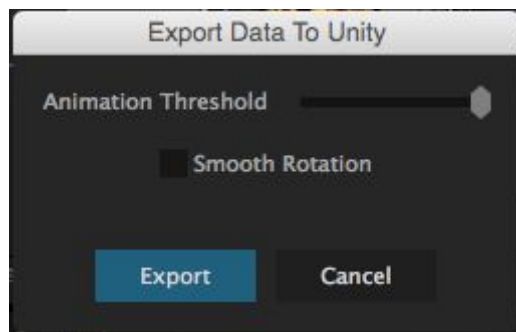 Export Data To Unity
Animation Threshold
Smooth Rotation
Export Cancel